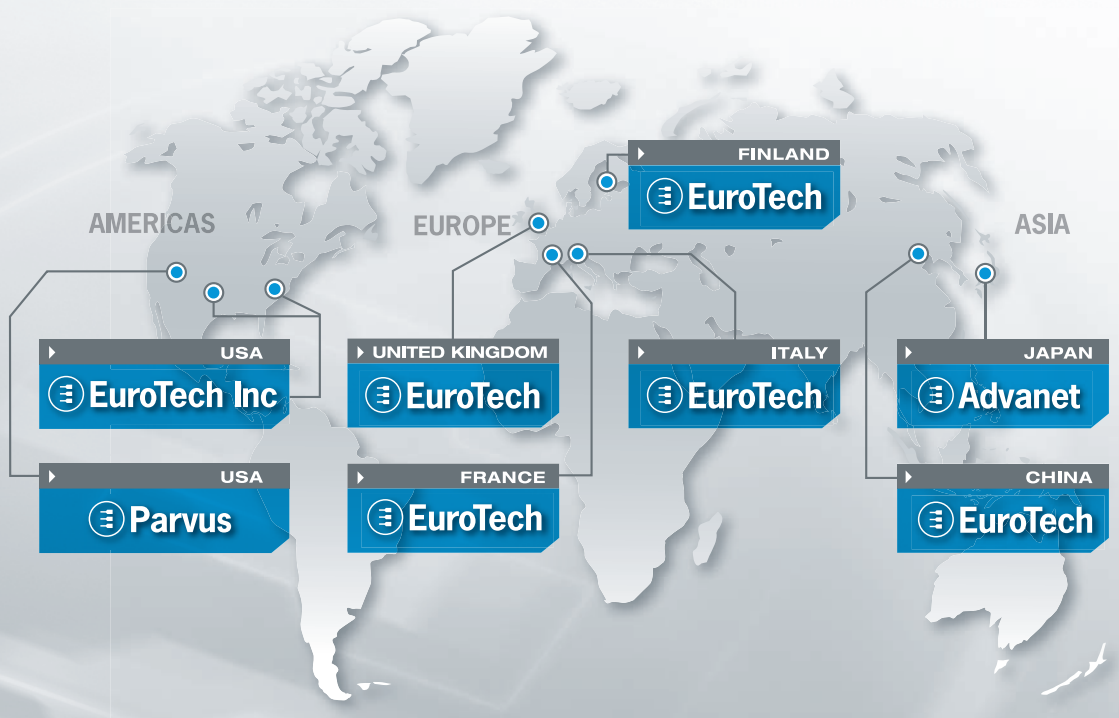 AMERICAS
EUROPE
ASIA
FINLAND
EuroTech
USA
EuroTech Inc
UNITED KINGDOM
EuroTech
ITALY
EuroTech
JAPAN
Advanet
USA
Parvus
FRANCE
EuroTech
CHINA
EuroTech